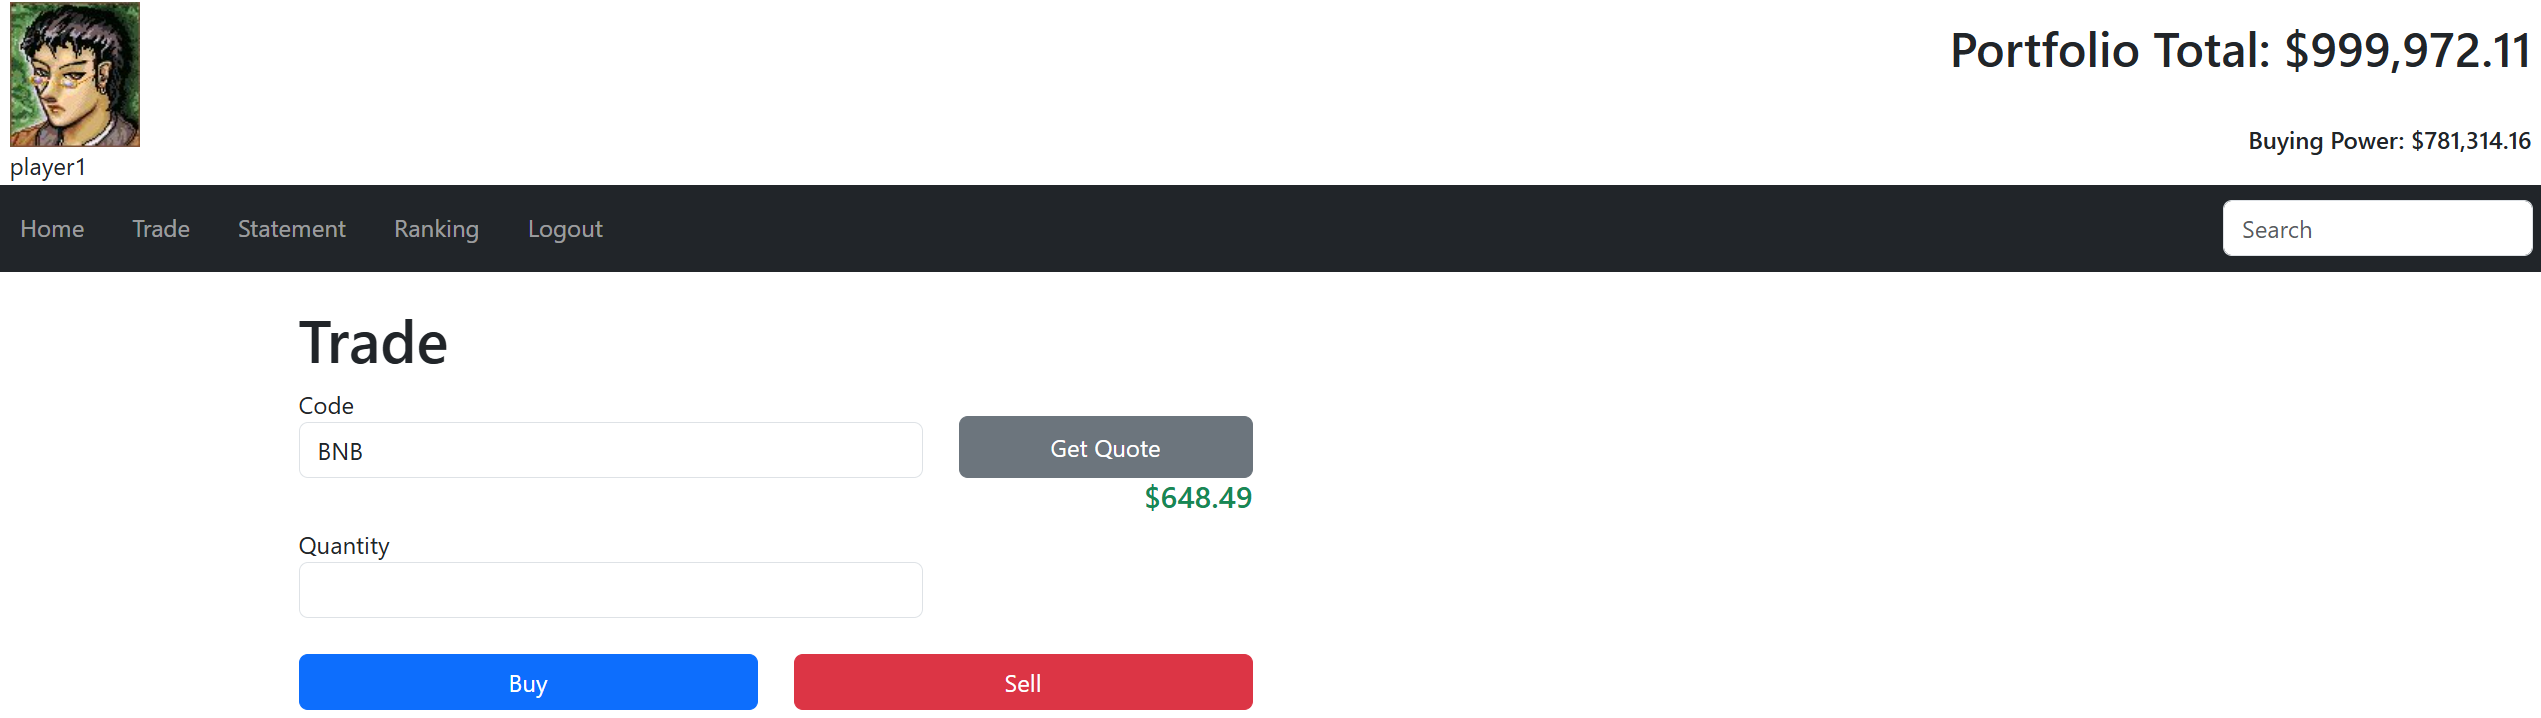 Portfolio Total: $999,972.11
Buying Power: $781,314.16
player1
Home Trade Statement Ranking Logout Search
Trade
Code
BNB Get Quote
$648.49
Quantity
Buy Sell